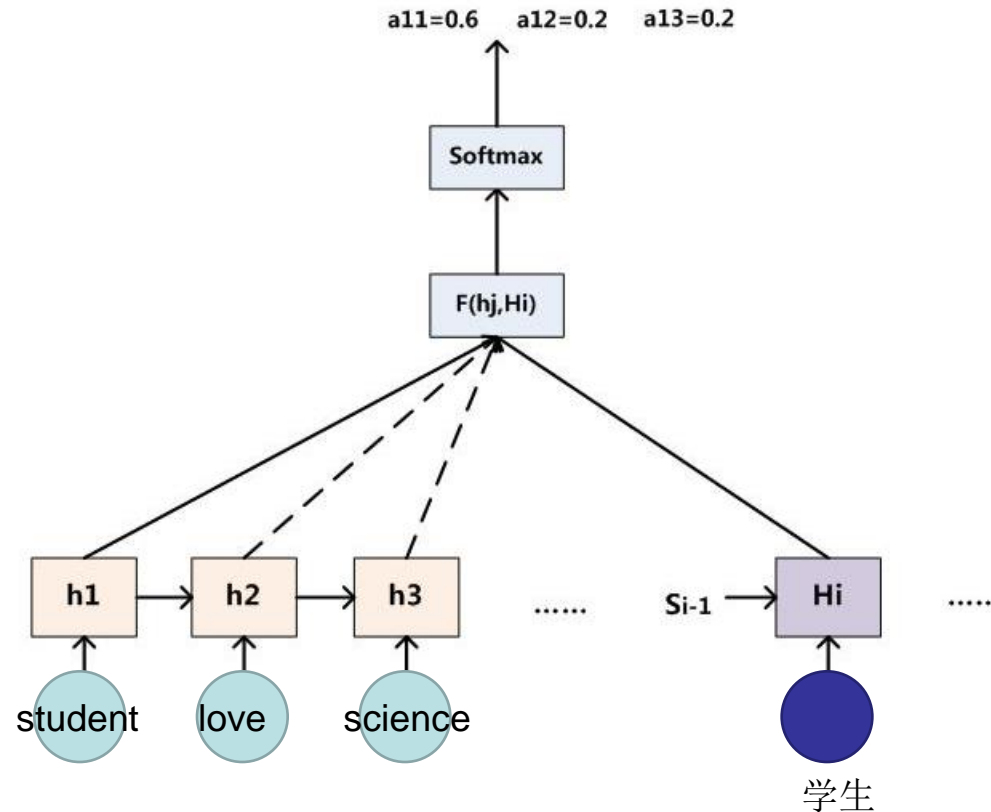 a11=0.6 a12=0.2 a13=0.2
Softmax
F(hj,Hi)
h1 h2 h3 ...... Si-1 Hi .....
student love science
学生